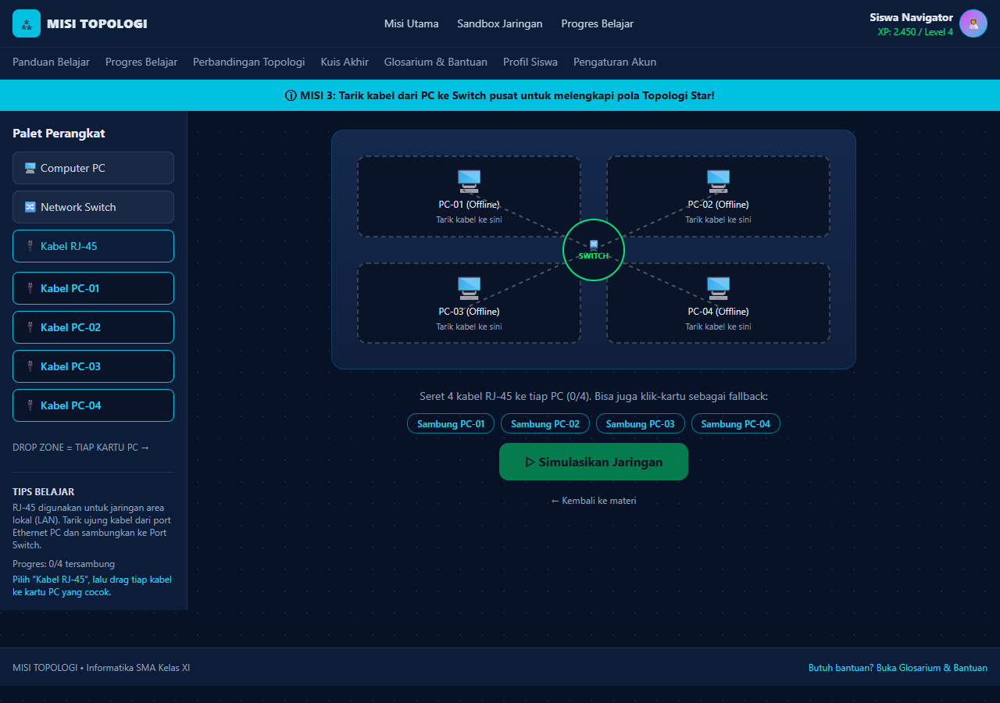 MISI TOPOLOGI
Misi Utama
Sandbox Jaringan
Progres Belajar
Siswa Navigator
XP: 2.450 / Level 4
Panduan Belajar
Progres Belajar
Perbandingan Topologi
Kuis Akhir
Glosarium & Bantuan
Profil Siswa
Pengaturan Akun
MISI 3: Tarik kabel dari PC ke Switch pusat untuk melengkapi pola Topologi Star!
Palet Perangkat
Computer PC
Network Switch
Kabel RJ-45
Kabel PC-01
Kabel PC-02
Kabel PC-03
Kabel PC-04
DROP ZONE = TIAP KARTU PC →
TIPS BELAJAR
RJ-45 digunakan untuk jaringan area
lokal (LAN). Tarik ujung kabel dari port
Ethernet PC dan sambungkan ke Port
Switch.
Progres: 0/4 tersambung
Pilih "Kabel RJ-45", lalu drag tiap kabel
ke kartu PC yang cocok.
PC-01 (Offline)
Tarik kabel ke sini
PC-02 (Offline)
Tarik kabel ke sini
SWITCH
PC-03 (Offline)
Tarik kabel ke sini
PC-04 (Offline)
Tarik kabel ke sini
Seret 4 kabel RJ-45 ke tiap PC (0/4). Bisa juga klik-kartu sebagai fallback:
Sambung PC-01
Sambung PC-02
Sambung PC-03
Sambung PC-04
▷ Simulasikan Jaringan
← Kembali ke materi
MISI TOPOLOGI • Informatika SMA Kelas XI
Butuh bantuan? Buka Glosarium & Bantuan